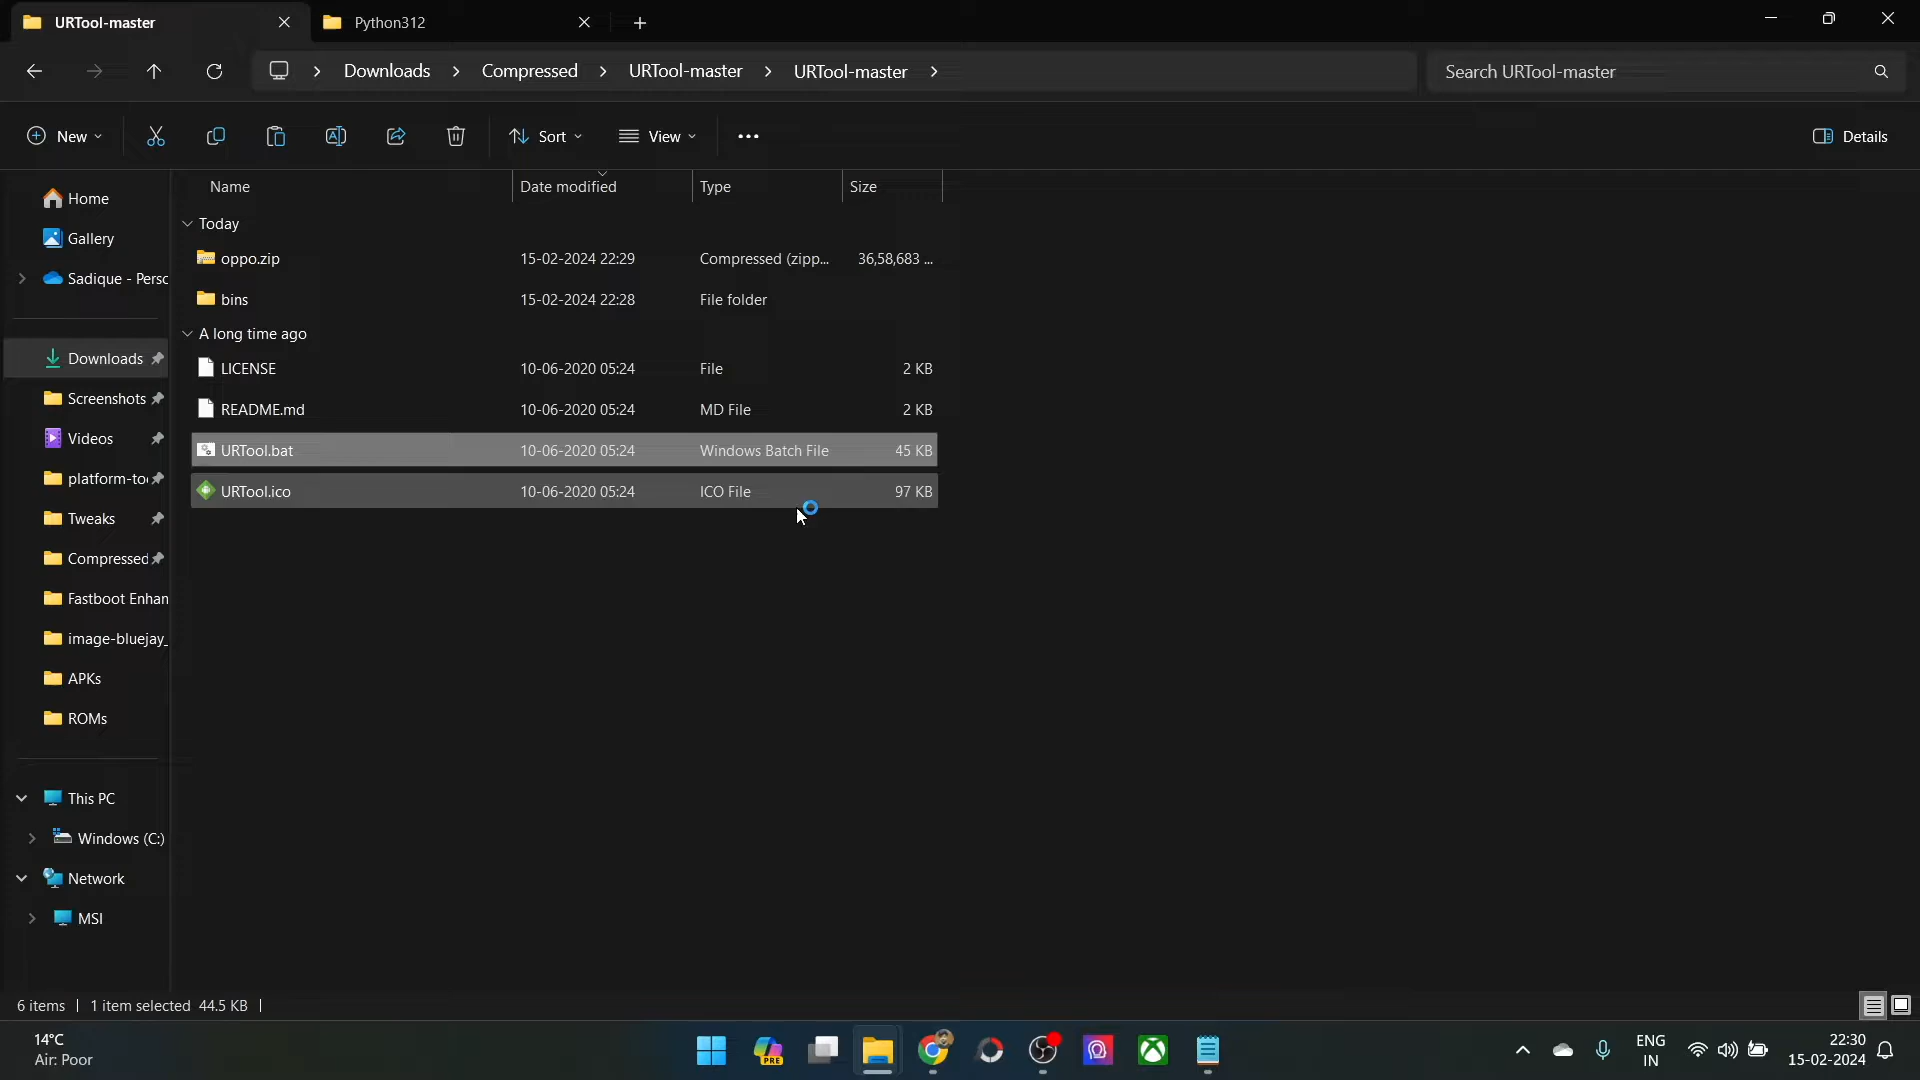 URTool-master
Python312
Downloads
Compressed
URTool-master
URTool-master
Search URTool-master
New
Sort
View
Details
Name
Date modified
Type
Size
Today
oppo.zip 15-02-2024 22:29 Compressed (zipp... 36,58,683 ...
bins 15-02-2024 22:28 File folder
A long time ago
LICENSE 10-06-2020 05:24 File 2 KB
README.md 10-06-2020 05:24 MD File 2 KB
URTool.bat 10-06-2020 05:24 Windows Batch File 45 KB
URTool.ico 10-06-2020 05:24 ICO File 97 KB
Home
Gallery
Sadique - Perso
Downloads
Screenshots
Videos
platform-too
Tweaks
Compressed
Fastboot Enhan
image-bluejay_
APKs
ROMs
This PC
Windows (C:)
Network
MSI
6 items
1 item selected 44.5 KB
14°C
Air: Poor
PRE
ENG
IN
22:30
15-02-2024